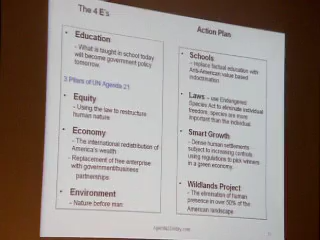 The 4 E's
Action Plan
• Education
– What is taught in school today
will become government policy
tomorrow
3 Pillars of UN Agenda 21
• Equity
– Using the law to restructure
human nature
• Economy
– The international redistribution of
America's wealth
– Replacement of free enterprise
with government/business
partnerships
• Environment
– Nature before man
• Schools
– replace factual education with
Anti-American value based
indoctrination
• Laws – use Endangered
Species Act to eliminate individual
freedom, species are more
important than the individual.
• Smart Growth
– Dense human settlements
subject to increasing controls
using regulations to pick winners
in a green economy.
• Wildlands Project
– The elimination of human
presence in over 50% of the
American landscape